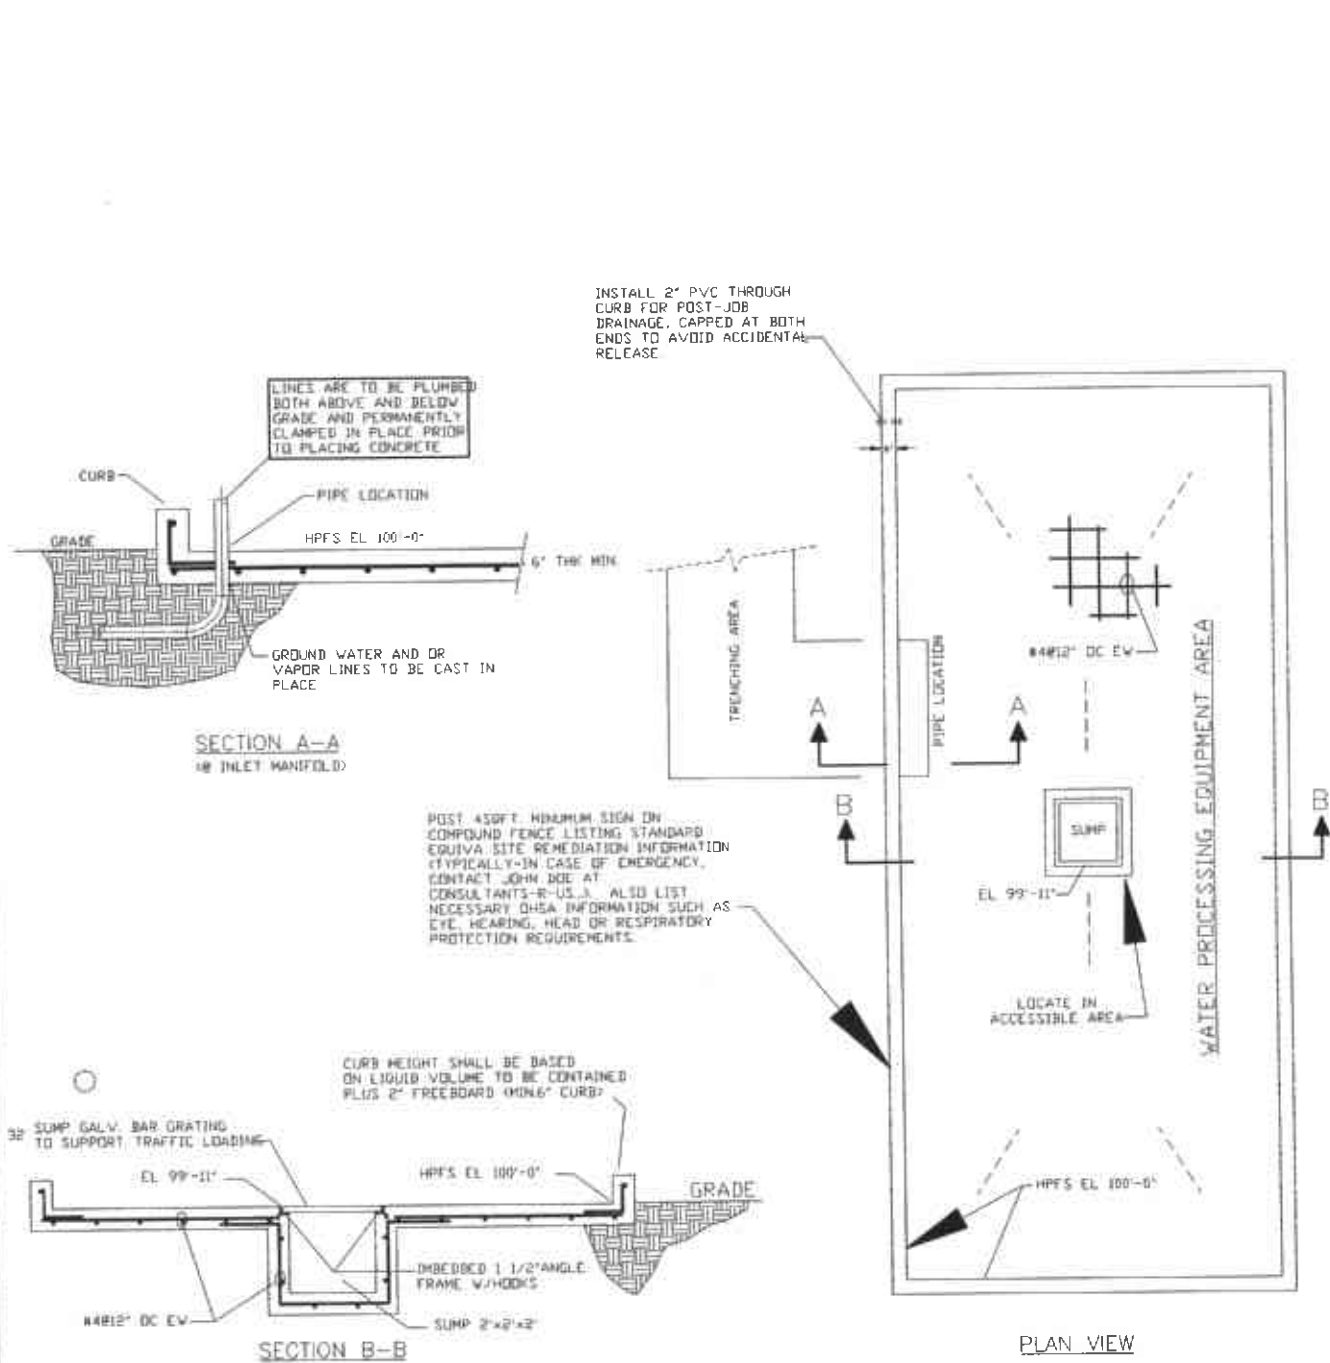 INSTALL 2" PVC THROUGH
CURB FOR POST-JOB
DRAINAGE, CAPPED AT BOTH
ENDS TO AVOID ACCIDENTAL
RELEASE
LINES ARE TO BE PLUMBED
BOTH ABOVE AND BELOW
GRADE AND PERMANENTLY
CLAMPED IN PLACE PRIOR
TO PLACING CONCRETE
CURB
PIPE LOCATION
GRADE
HPFS EL 100'-0"
6" THK MIN.
GROUND WATER AND OR
VAPOR LINES TO BE CAST IN
PLACE
SECTION A-A
(@ INLET MANIFOLD)
TRENCHING AREA
PIPE LOCATION
#4@12" OC EW
WATER PROCESSING EQUIPMENT AREA
A
A
B
B
SUMP
EL 99'-11"
LOCATE IN
ACCESSIBLE AREA
HPFS EL 100'-0"
PLAN VIEW
POST 4SQFT. MINUMUM SIGN ON
COMPOUND FENCE LISTING STANDARD
EQUIVA SITE REMEDIATION INFORMATION
(TYPICALLY-IN CASE OF EMERGENCY,
CONTACT JOHN DOE AT
CONSULTANTS-R-US...). ALSO LIST
NECESSARY OHSA INFORMATION SUCH AS
EYE, HEARING, HEAD OR RESPIRATORY
PROTECTION REQUIREMENTS.
CURB HEIGHT SHALL BE BASED
ON LIQUID VOLUME TO BE CONTAINED
PLUS 2" FREEBOARD (MIN.6" CURB)
32
SUMP GALV. BAR GRATING
TO SUPPORT TRAFFIC LOADING
EL 99'-11"
HPFS EL 100'-0"
GRADE
IMBEDDED 1 1/2"ANGLE
FRAME W/HOOKS
#4@12" OC EW
SUMP 2'x2'x2'
SECTION B-B